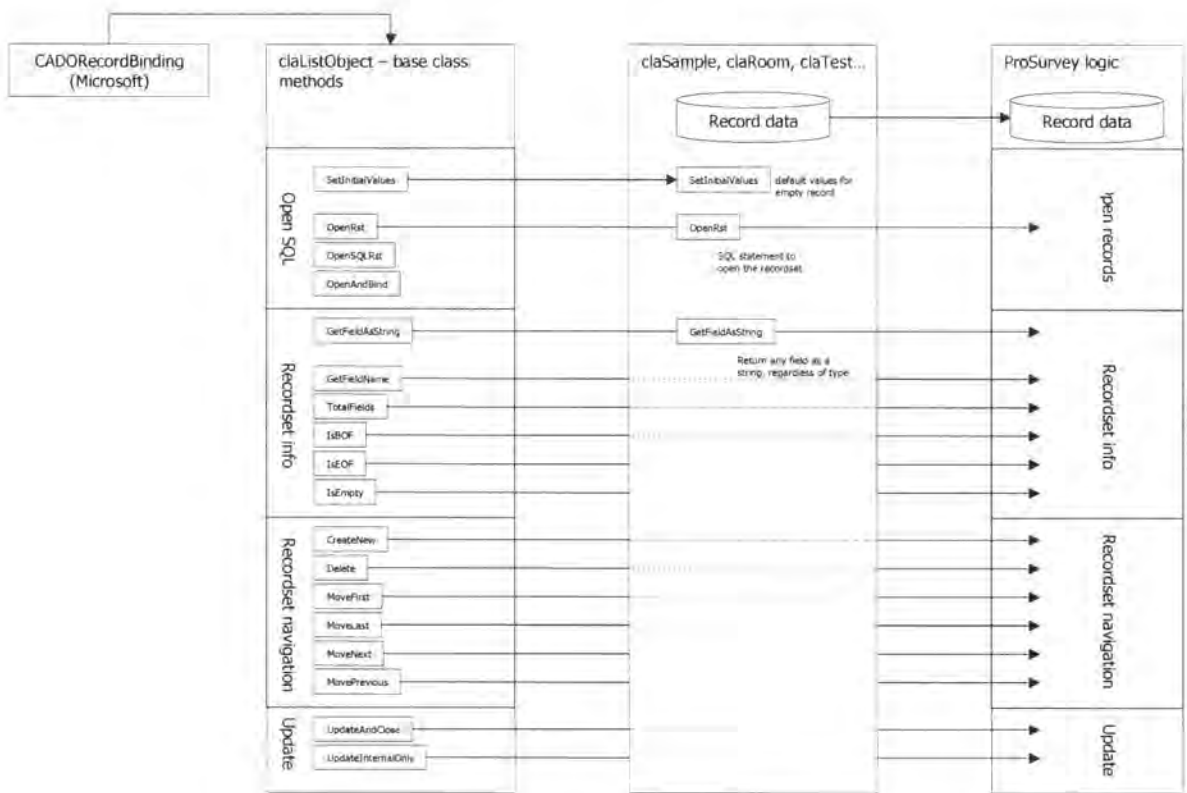 CADORecordBinding
(Microsoft)
claListObject – base class
methods
claSample, claRoom, claTest...
ProSurvey logic
Record data
Record data
Open SQL
SetInitialValues
SetInitialValues
default values for
empty record
OpenRst
OpenRst
OpenSQLRst
SQL statement to
open the recordset
OpenAndBind
pen records
Recordset info
GetFieldAsString
GetFieldAsString
Return any field as a
string, regardless of type
GetFieldName
TotalFields
IsBOF
IsEOF
IsEmpty
Recordset info
Recordset navigation
CreateNew
Delete
MoveFirst
MoveLast
MoveNext
MovePrevious
Recordset navigation
Update
UpdateAndClose
UpdateInternalOnly
Update